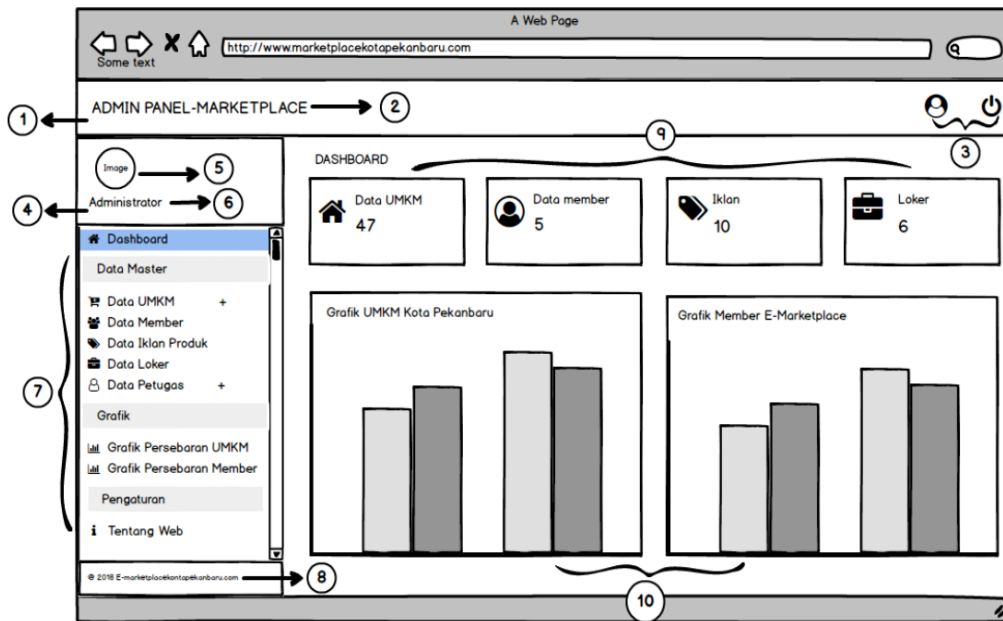 A Web Page
http://www.marketplacekotapekanbaru.com
Some text
ADMIN PANEL-MARKETPLACE
1
2
3
Image
5
Administrator
6
4
Dashboard
Data Master
Data UMKM +
Data Member
Data Iklan Produk
Data Loker
Data Petugas +
Grafik
Grafik Persebaran UMKM
Grafik Persebaran Member
Pengaturan
i Tentang Web
7
@ 2018 E-marketplacekontapekanbaru.com
8
DASHBOARD
9
Data UMKM
47
Data member
5
Iklan
10
Loker
6
Grafik UMKM Kota Pekanbaru
Grafik Member E-Marketplace
10